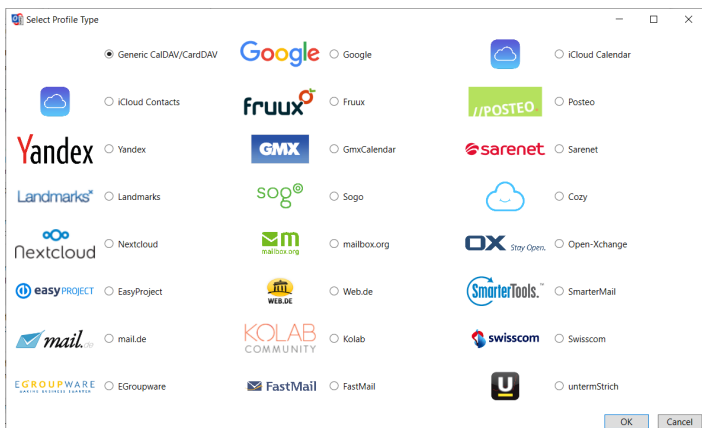 Select Profile Type
Generic CalDAV/CardDAV
Google Google
iCloud Calendar
iCloud Contacts
fruux Fruux
//POSTEO Posteo
Yandex Yandex
GMX GmxCalendar
sarenet Sarenet
Landmarks Landmarks
sogo Sogo
Cozy
Nextcloud Nextcloud
mailbox.org mailbox.org
OX Stay Open. Open-Xchange
easy PROJECT EasyProject
WEB.DE Web.de
SmarterTools. SmarterMail
mail.de mail.de
KOLAB COMMUNITY Kolab
swisscom Swisscom
EGROUPWARE EGroupware
FastMail FastMail
U untermStrich
OK Cancel